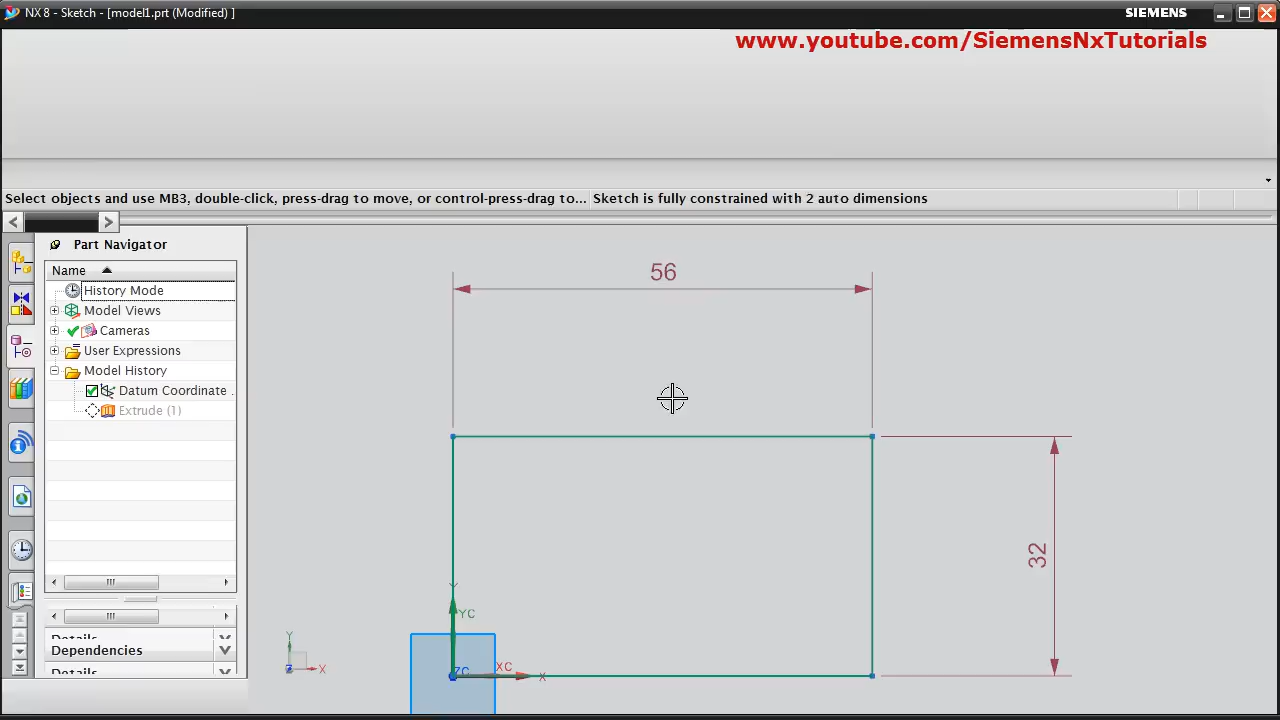 NX 8 - Sketch - [model1.prt (Modified) ]
SIEMENS
www.youtube.com/SiemensNxTutorials
Select objects and use MB3, double-click, press-drag to move, or control-press-drag to...
Sketch is fully constrained with 2 auto dimensions
Part Navigator
Name
History Mode
Model Views
Cameras
User Expressions
Model History
Datum Coordinate .
Extrude (1)
Details
Dependencies
Details
56
32
Y
YC
ZC
XC
X
Y
X